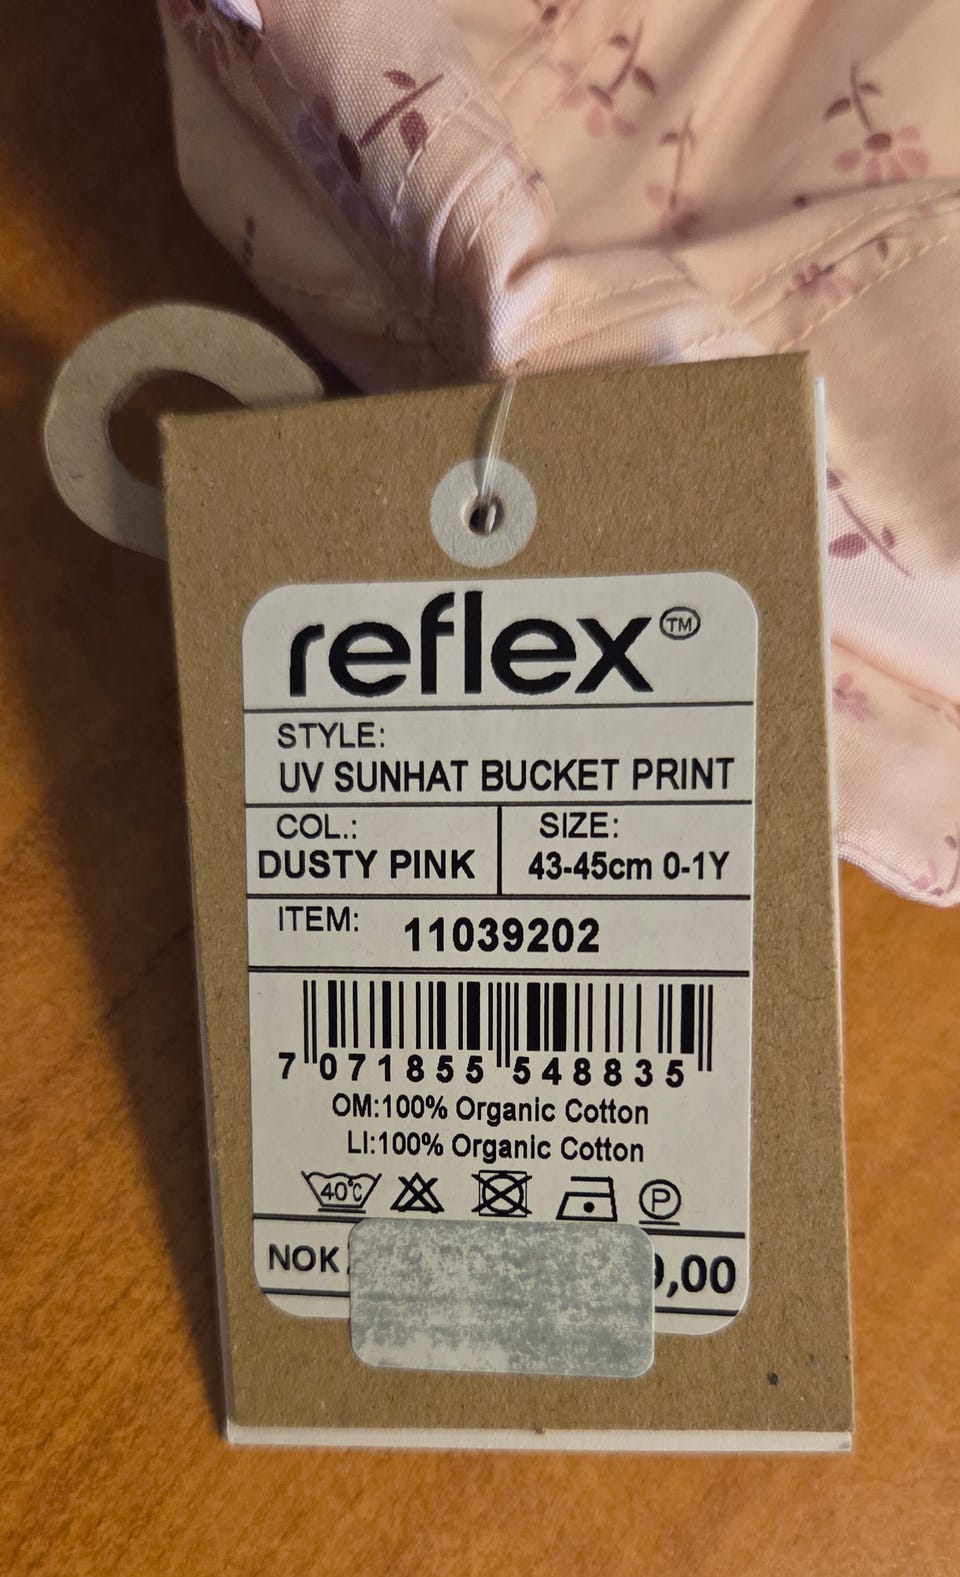 reflex™
STYLE:
UV SUNHAT BUCKET PRINT
COL.:
DUSTY PINK
SIZE:
43-45cm 0-1Y
ITEM: 11039202
7 071855 548835
OM:100% Organic Cotton
LI:100% Organic Cotton
40°C P
NOK ,00